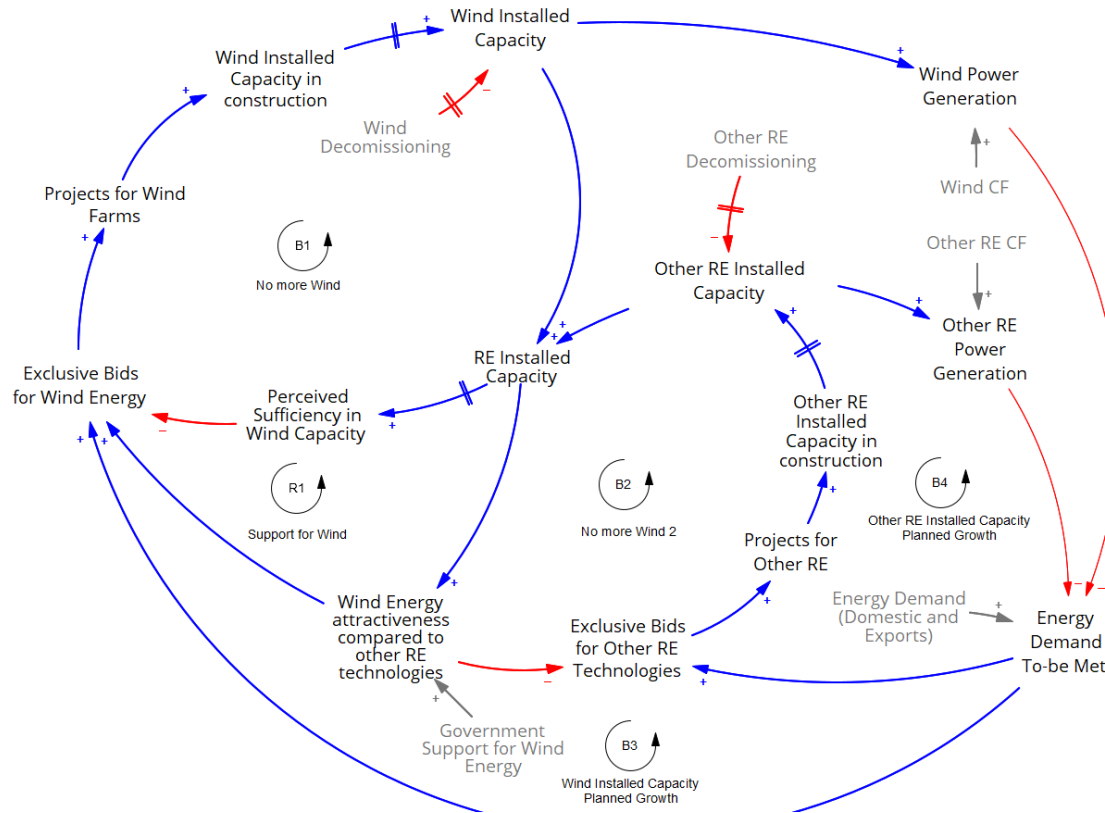 Wind Installed
Capacity
Wind Installed
Capacity in
construction
Wind Power
Generation
Wind
Decomissioning
Other RE
Decomissioning
Wind CF
Projects for Wind
Farms
B1
No more Wind
Other RE CF
Other RE Installed
Capacity
Other RE
Power
Generation
RE Installed
Capacity
Exclusive Bids
for Wind Energy
Perceived
Sufficiency in
Wind Capacity
Other RE
Installed
Capacity in
construction
R1
Support for Wind
B2
No more Wind 2
B4
Other RE Installed Capacity
Planned Growth
Projects for
Other RE
Wind Energy
attractiveness
compared to
other RE
technologies
Exclusive Bids
for Other RE
Technologies
Energy Demand
(Domestic and
Exports)
Energy
Demand
To-be Met
Government
Support for Wind
Energy
B3
Wind Installed Capacity
Planned Growth